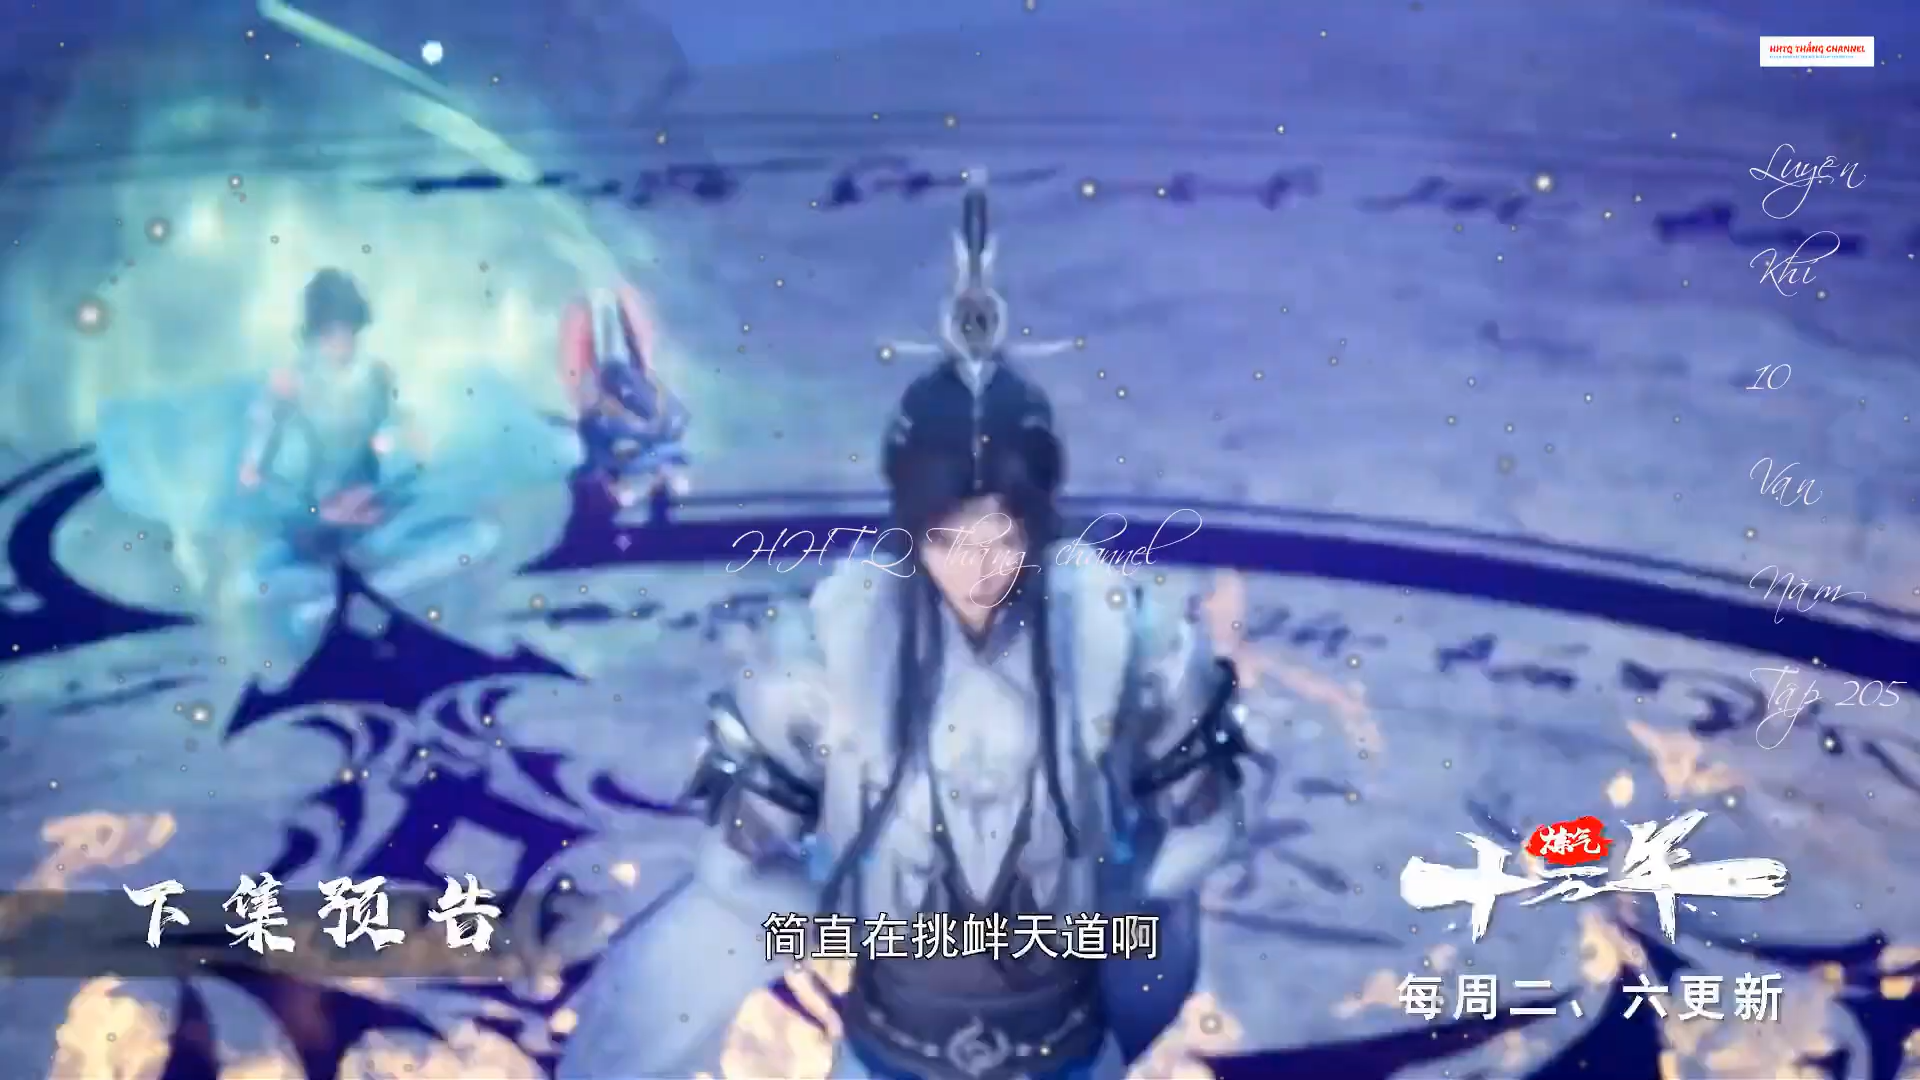 HHTQ THẮNG CHANNEL
Luyện
Khí
10
Vạn
Năm
Tập 205
HHTQ Thắng channel
炼气
十万年
下集预告
简直在挑衅天道啊
每周二、六更新